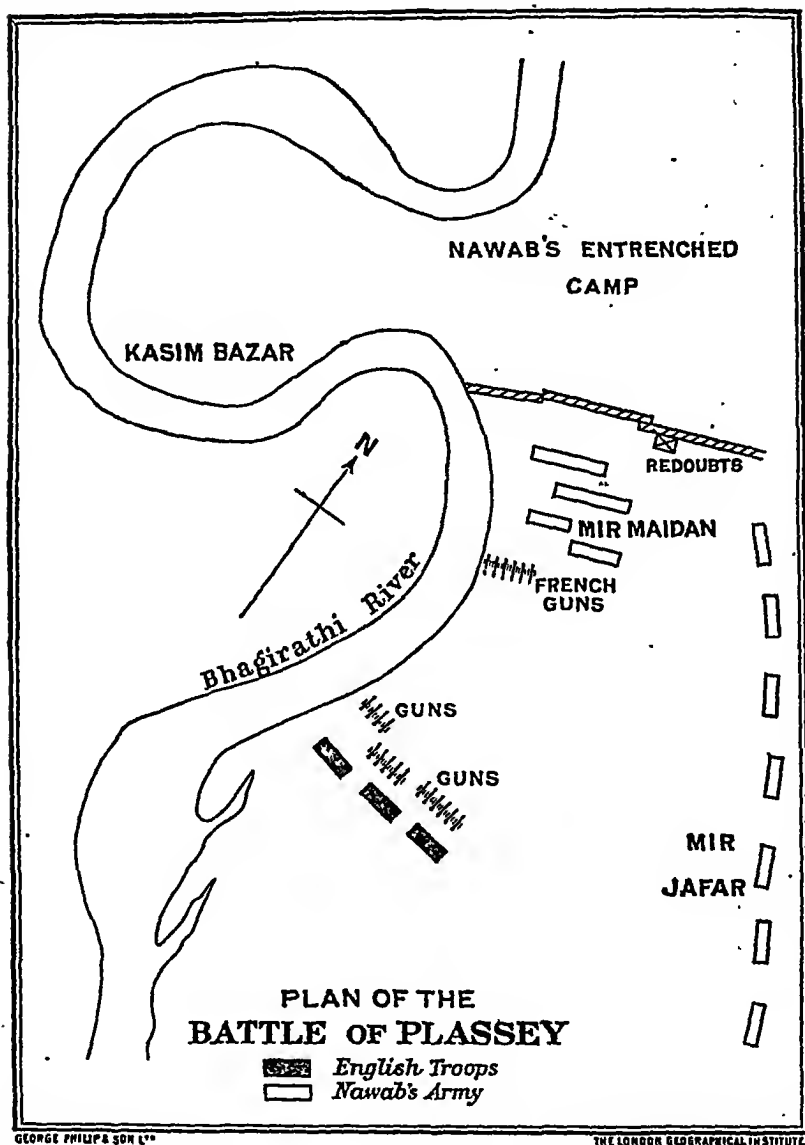 NAWAB'S ENTRENCHED
CAMP
KASIM BAZAR
N
REDOUBTS
MIR MAIDAN
FRENCH
GUNS
Bhagirathi River
GUNS
GUNS
MIR
JAFAR
PLAN OF THE
BATTLE OF PLASSEY
English Troops
Nawab's Army
GEORGE PHILIP & SON LTD
THE LONDON GEOGRAPHICAL INSTITUTE